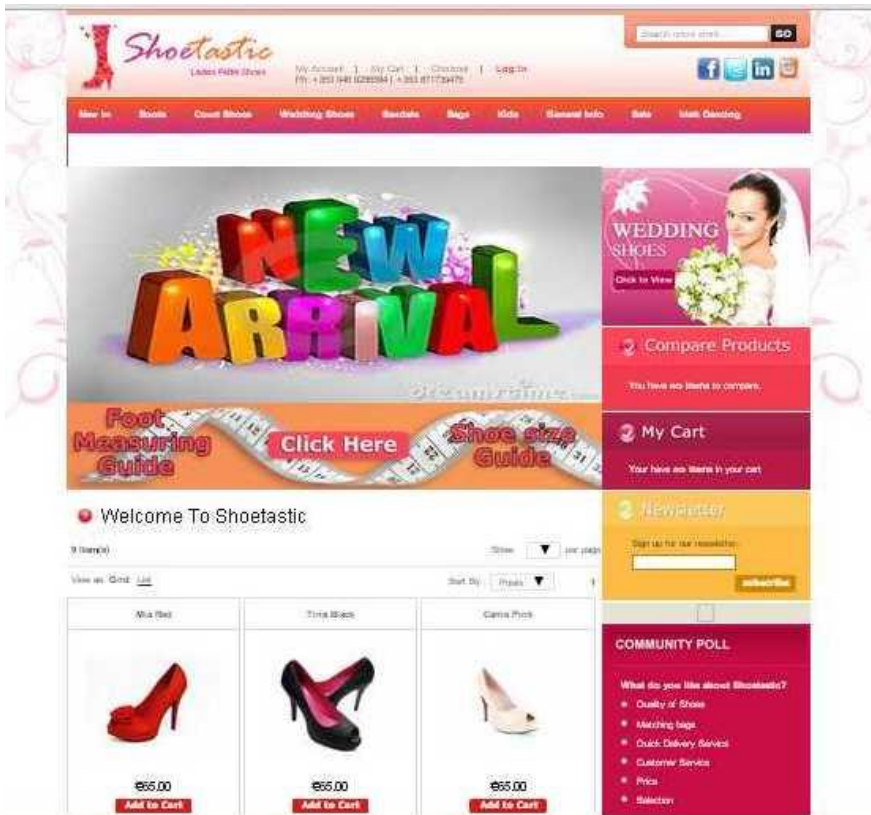 Shoetastic
Ladies Petite Shoes
GO
My Account | My Cart | Checkout | Log In
New In Boots Court Shoes Wedding Shoes Sandals Bags Kids General Info Sale Irish Dancing
NEW
ARRIVAL
dreamstime
WEDDING
SHOES
Click to View
Compare Products
You have no items to compare.
Foot
Measuring
Guide
Click Here
Shoe size
Guide
My Cart
Your have no items in your cart
Newsletter
Sign up for our newsletter:
subscribe
Welcome To Shoetastic
9 Item(s)
Show per page
View as: Grid List
Sort By 1
Mia Red
Tina Black
€65.00
Add to Cart
€65.00
Add to Cart
€65.00
Add to Cart
COMMUNITY POLL
What do you like about Shoetastic?
Quality of Shoes
Matching bags
Quick Delivery Service
Customer Service
Price
Selection